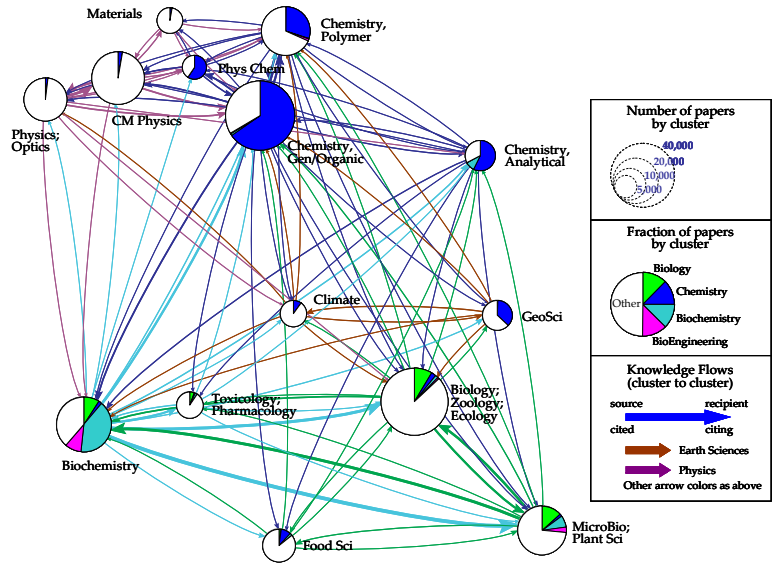 Materials
Chemistry,
Polymer
Phys Chem
CM Physics
Physics;
Optics
Chemistry,
Gen/Organic
Chemistry,
Analytical
Climate
GeoSci
Toxicology;
Pharmacology
Biology;
Zoology;
Ecology
Biochemistry
Food Sci
MicroBio;
Plant Sci
Number of papers
by cluster
40,000
20,000
10,000
5,000
Fraction of papers
by cluster
Biology
Chemistry
Other
Biochemistry
BioEngineering
Knowledge Flows
(cluster to cluster)
source recipient
cited citing
Earth Sciences
Physics
Other arrow colors as above